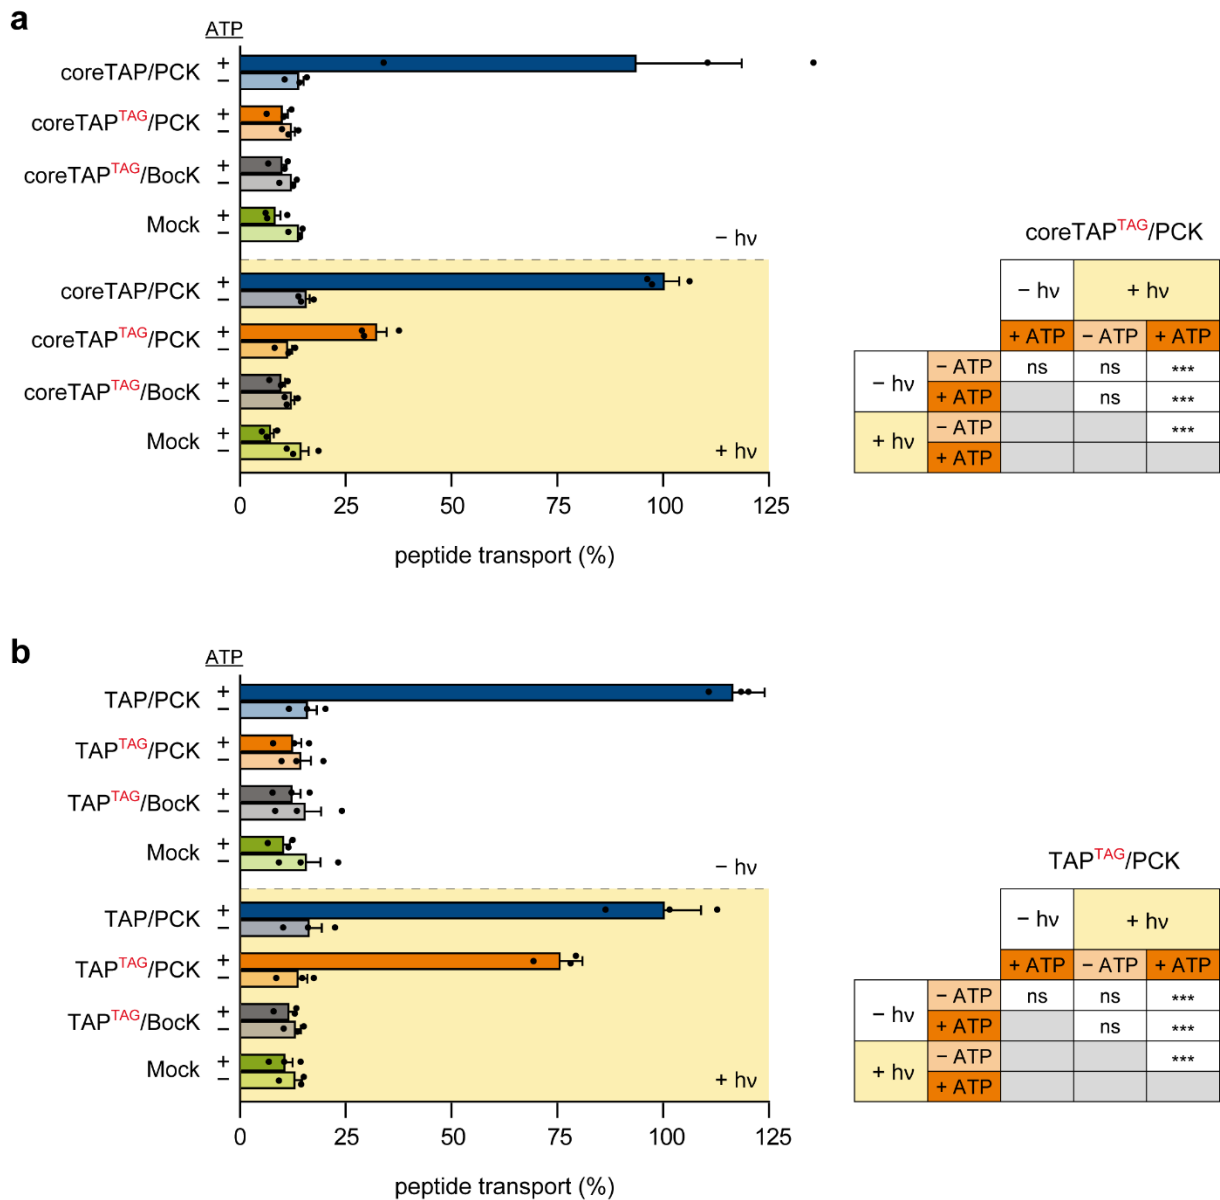 a
ATP
coreTAP/PCK
+
−
coreTAPTAG/PCK
+
−
coreTAPTAG/BocK
+
−
Mock
+
−
− hν
coreTAP/PCK
+
−
coreTAPTAG/PCK
+
−
coreTAPTAG/BocK
+
−
Mock
+
−
+ hν
0 25 50 75 100 125
peptide transport (%)
coreTAPTAG/PCK
− hν + hν
+ ATP − ATP + ATP
− hν − ATP ns ns ***
+ ATP ns ***
+ hν − ATP ***
+ ATP
b
ATP
TAP/PCK
+
−
TAPTAG/PCK
+
−
TAPTAG/BocK
+
−
Mock
+
−
− hν
TAP/PCK
+
−
TAPTAG/PCK
+
−
TAPTAG/BocK
+
−
Mock
+
−
+ hν
0 25 50 75 100 125
peptide transport (%)
TAPTAG/PCK
− hν + hν
+ ATP − ATP + ATP
− hν − ATP ns ns ***
+ ATP ns ***
+ hν − ATP ***
+ ATP